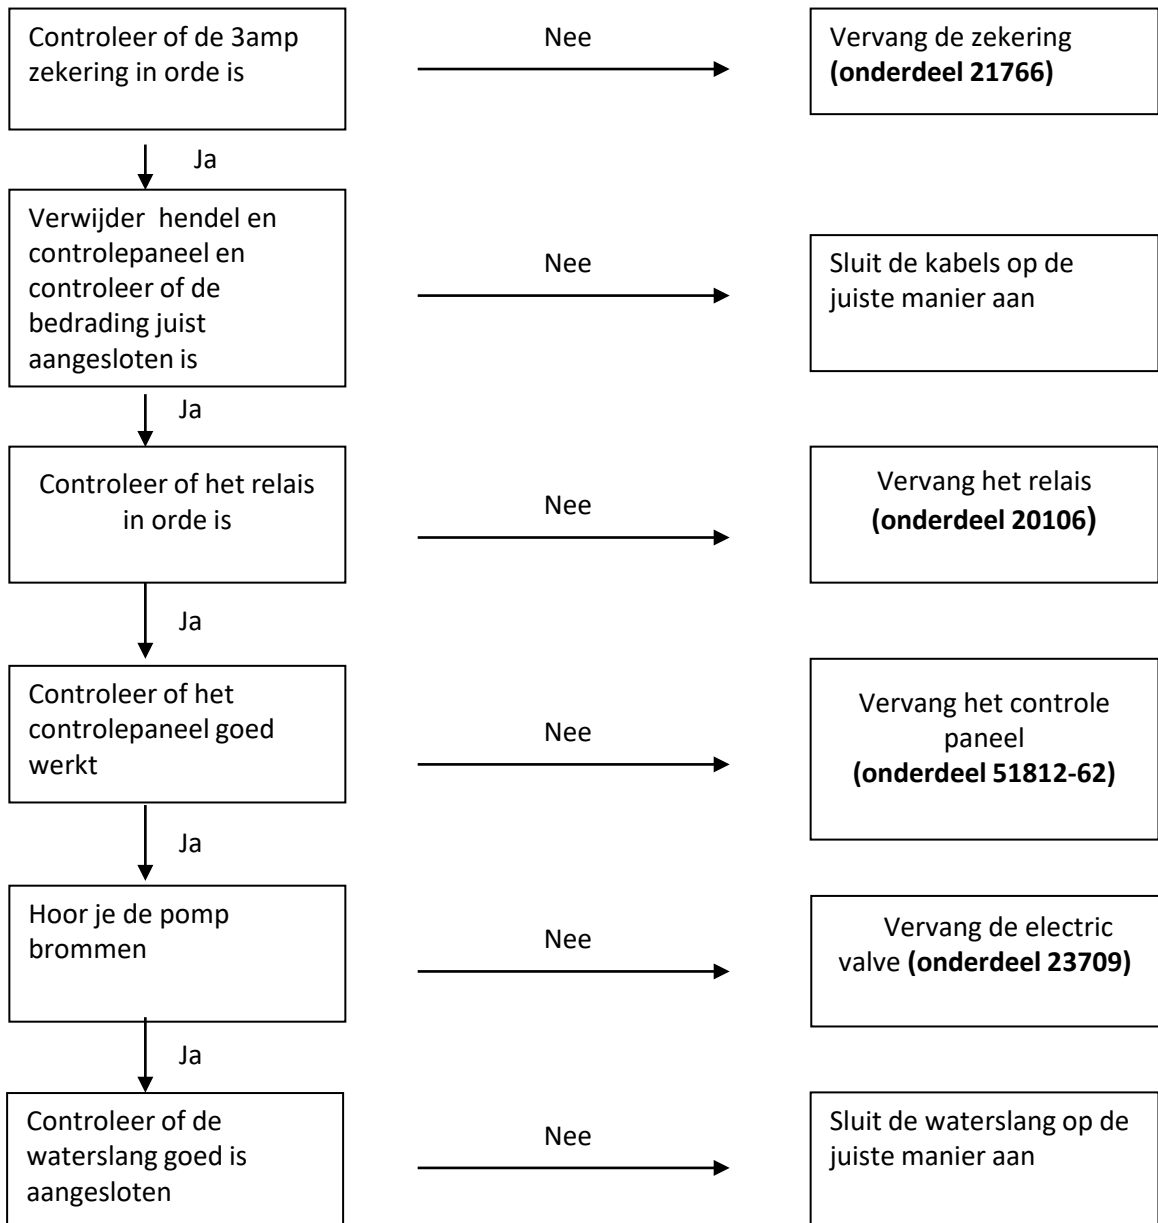 Controleer of de 3amp
zekering in orde is
Nee
Vervang de zekering
(onderdeel 21766)
Ja
Verwijder hendel en
controlepaneel en
controleer of de
bedrading juist
aangesloten is
Nee
Sluit de kabels op de
juiste manier aan
Ja
Controleer of het relais
in orde is
Nee
Vervang het relais
(onderdeel 20106)
Ja
Controleer of het
controlepaneel goed
werkt
Nee
Vervang het controle
paneel
(onderdeel 51812-62)
Ja
Hoor je de pomp
brommen
Nee
Vervang de electric
valve (onderdeel 23709)
Ja
Controleer of de
waterslang goed is
aangesloten
Nee
Sluit de waterslang op de
juiste manier aan